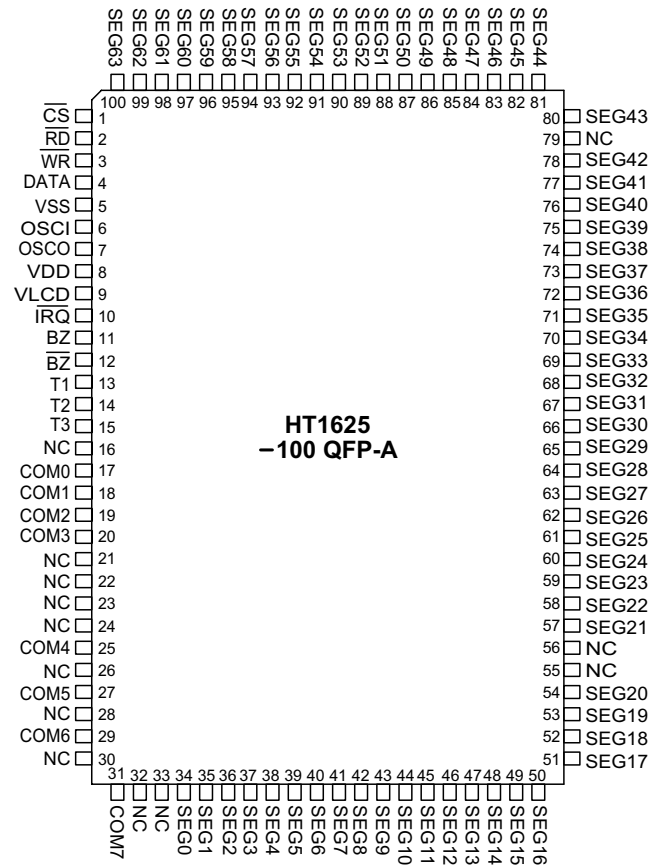 SEG63 SEG62 SEG61 SEG60 SEG59 SEG58 SEG57 SEG56 SEG55 SEG54 SEG53 SEG52 SEG51 SEG50 SEG49 SEG48 SEG47 SEG46 SEG45 SEG44
100 99 98 97 96 95 94 93 92 91 90 89 88 87 86 85 84 83 82 81
CS 1 80 SEG43
RD 2 79 NC
WR 3 78 SEG42
DATA 4 77 SEG41
VSS 5 76 SEG40
OSCI 6 75 SEG39
OSCO 7 74 SEG38
VDD 8 73 SEG37
VLCD 9 72 SEG36
IRQ 10 71 SEG35
BZ 11 70 SEG34
BZ 12 69 SEG33
T1 13 68 SEG32
T2 14 67 SEG31
T3 15 66 SEG30
HT1625
–100 QFP-A
NC 16 65 SEG29
COM0 17 64 SEG28
COM1 18 63 SEG27
COM2 19 62 SEG26
COM3 20 61 SEG25
NC 21 60 SEG24
NC 22 59 SEG23
NC 23 58 SEG22
NC 24 57 SEG21
COM4 25 56 NC
NC 26 55 NC
COM5 27 54 SEG20
NC 28 53 SEG19
COM6 29 52 SEG18
NC 30 51 SEG17
31 32 33 34 35 36 37 38 39 40 41 42 43 44 45 46 47 48 49 50
COM7 NC NC SEG0 SEG1 SEG2 SEG3 SEG4 SEG5 SEG6 SEG7 SEG8 SEG9 SEG10 SEG11 SEG12 SEG13 SEG14 SEG15 SEG16